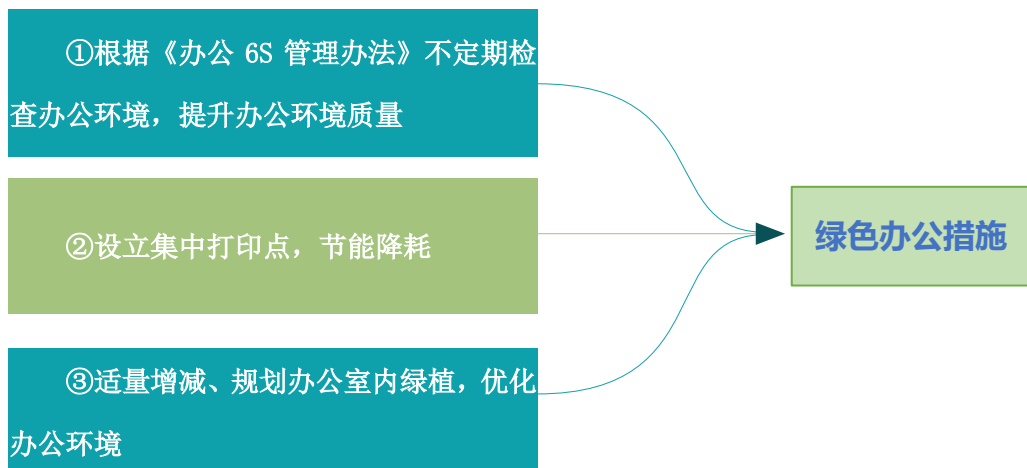 ①根据《办公 6S 管理办法》不定期检
查办公环境，提升办公环境质量
②设立集中打印点，节能降耗
绿色办公措施
③适量增减、规划办公室内绿植，优化
办公环境